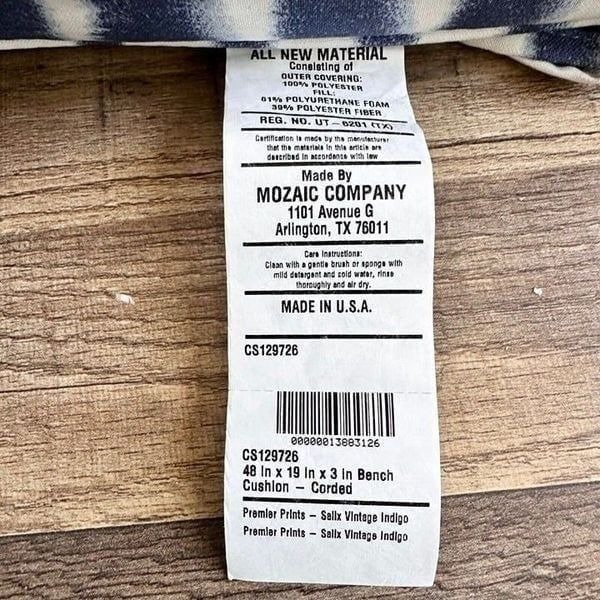 ALL NEW MATERIAL
Consisting of
OUTER COVERING:
100% POLYESTER
FILL:
61% POLYURETHANE FOAM
39% POLYESTER FIBER
REG. NO. UT - 6201 (TX)
Certification is made by the manufacturer
that the materials in this article are
described in accordance with law
Made By
MOZAIC COMPANY
1101 Avenue G
Arlington, TX 76011
Care Instructions:
Clean with a gentle brush or sponge with
mild detergent and cold water, rinse
thoroughly and air dry.
MADE IN U.S.A.
CS129726
00000013883126
CS129726
48 in x 19 in x 3 in Bench
Cushion - Corded
Premier Prints - Salix Vintage Indigo
Premier Prints - Salix Vintage Indigo